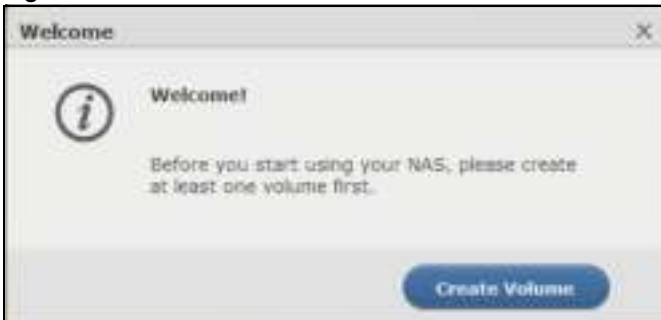 Welcome
Welcome!
Before you start using your NAS, please create
at least one volume first.
Create Volume